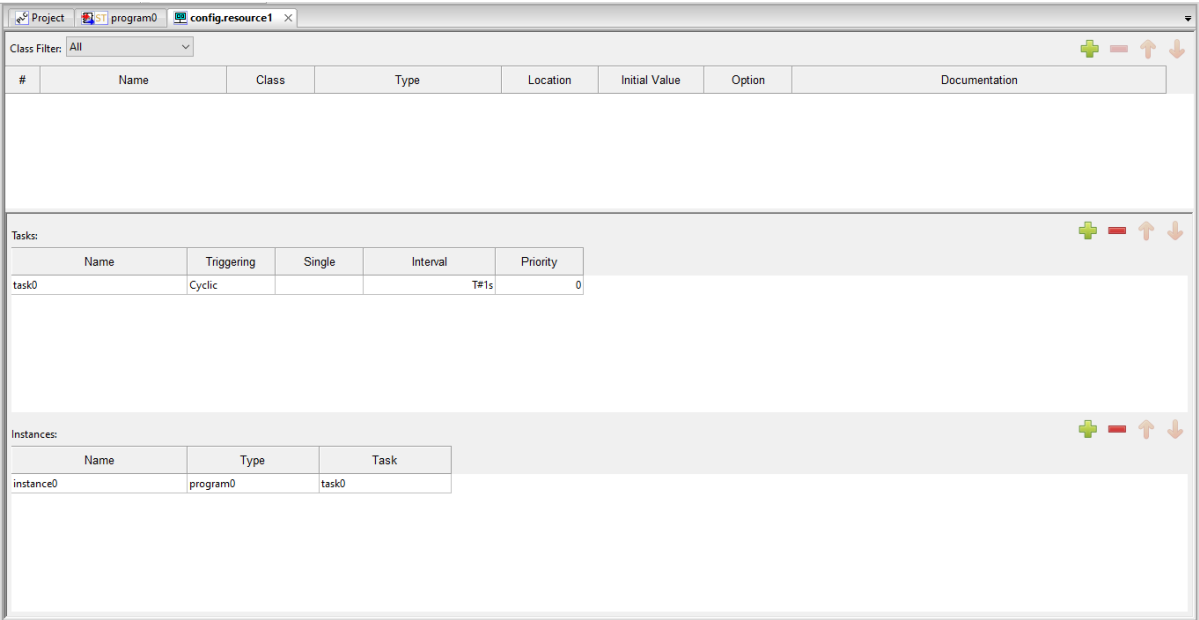 Project ST program0 config.resource1
Class Filter: All
# Name Class Type Location Initial Value Option Documentation
Tasks:
Name Triggering Single Interval Priority
task0 Cyclic T#1s 0
Instances:
Name Type Task
instance0 program0 task0